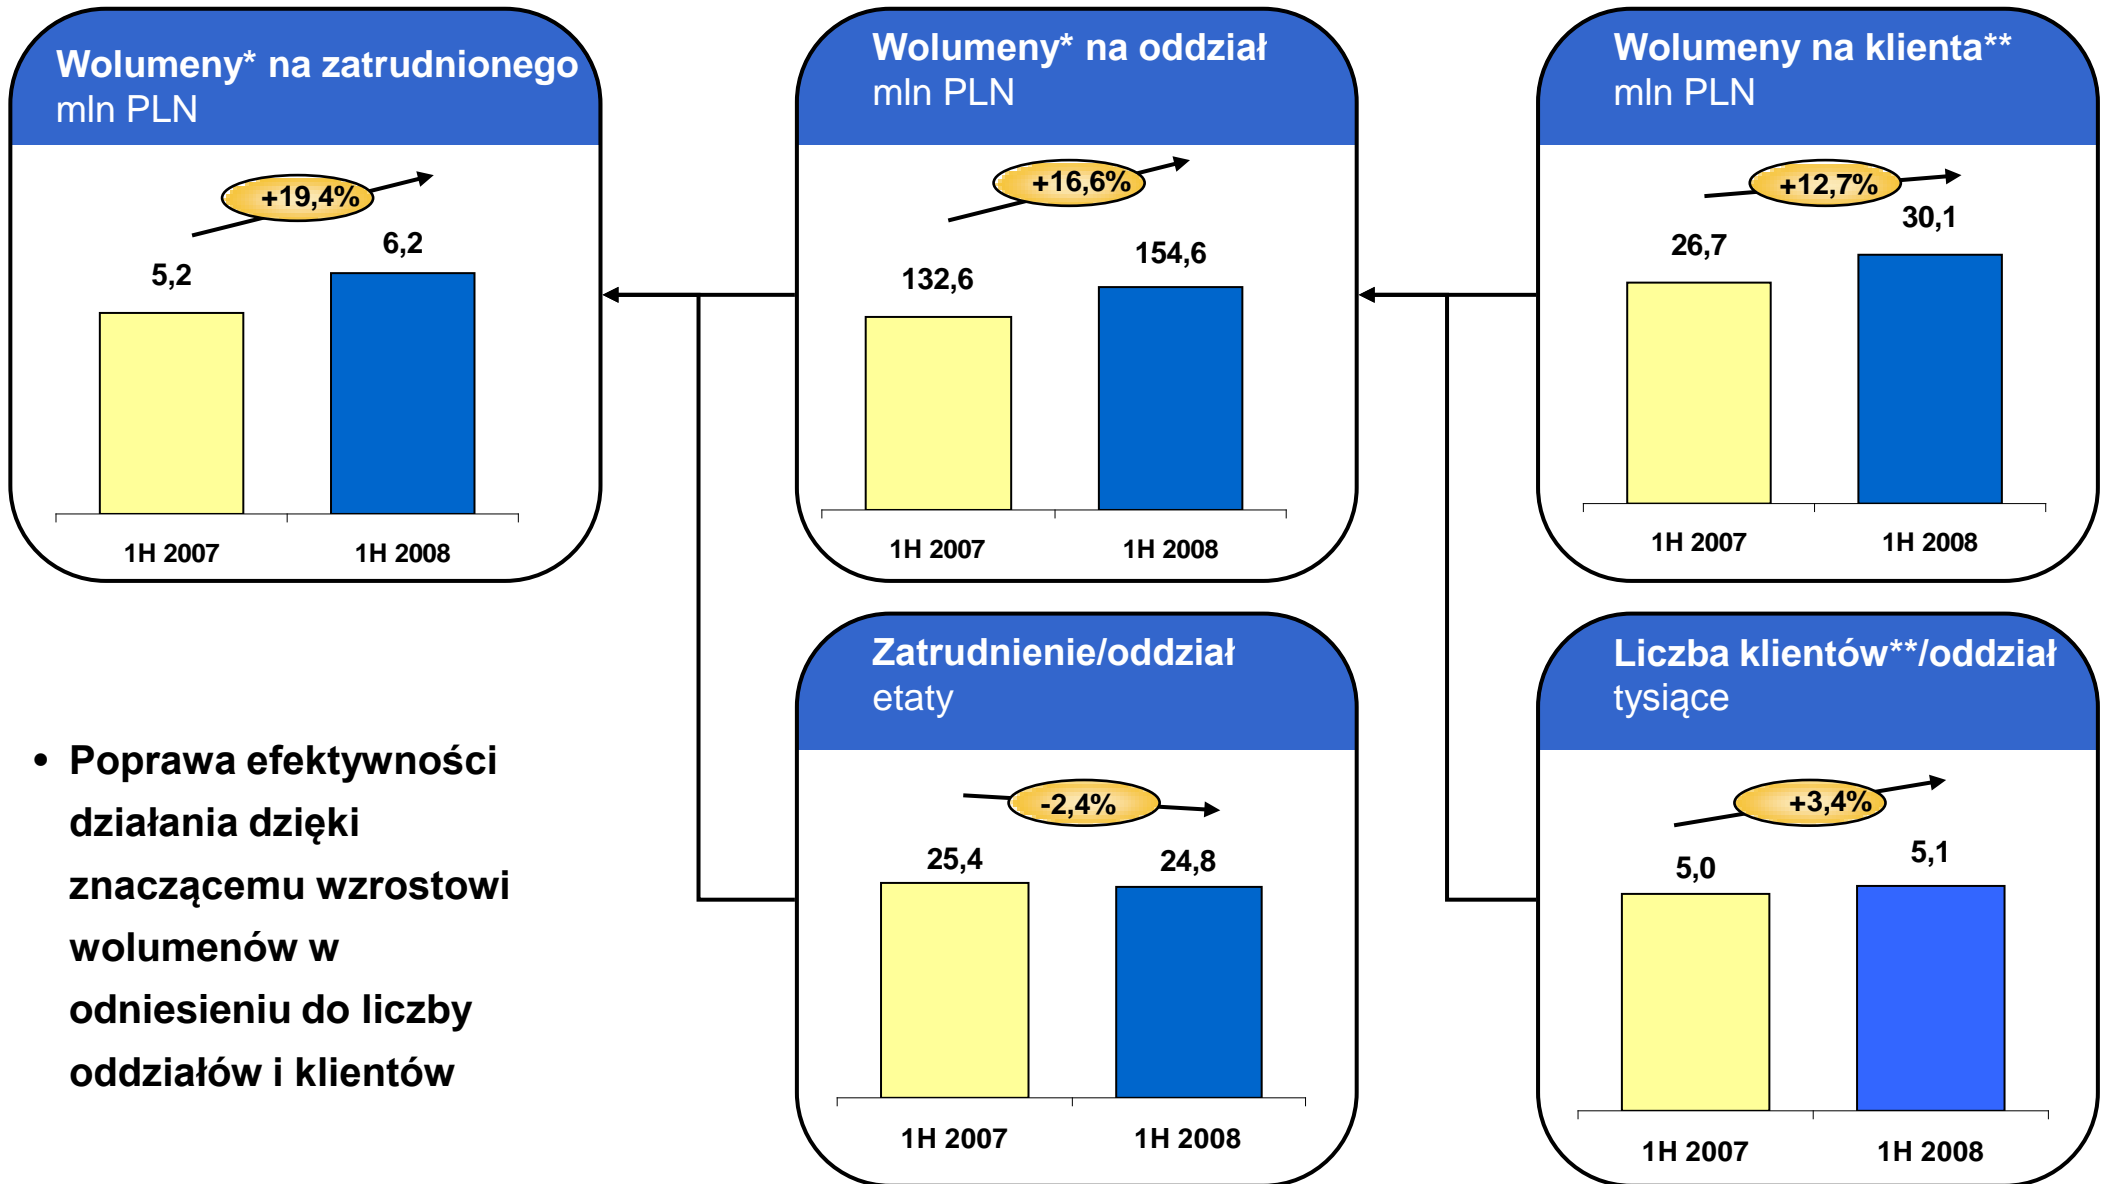 Wolumeny* na zatrudnionego
mln PLN
+19,4%
5,2
6,2
1H 2007
1H 2008
Wolumeny* na oddział
mln PLN
+16,6%
132,6
154,6
1H 2007
1H 2008
Wolumeny na klienta**
mln PLN
+12,7%
26,7
30,1
1H 2007
1H 2008
• Poprawa efektywności
działania dzięki
znaczącemu wzrostowi
wolumenów w
odniesieniu do liczby
oddziałów i klientów
Zatrudnienie/oddział
etaty
-2,4%
25,4
24,8
1H 2007
1H 2008
Liczba klientów**/oddział
tysiące
+3,4%
5,0
5,1
1H 2007
1H 2008